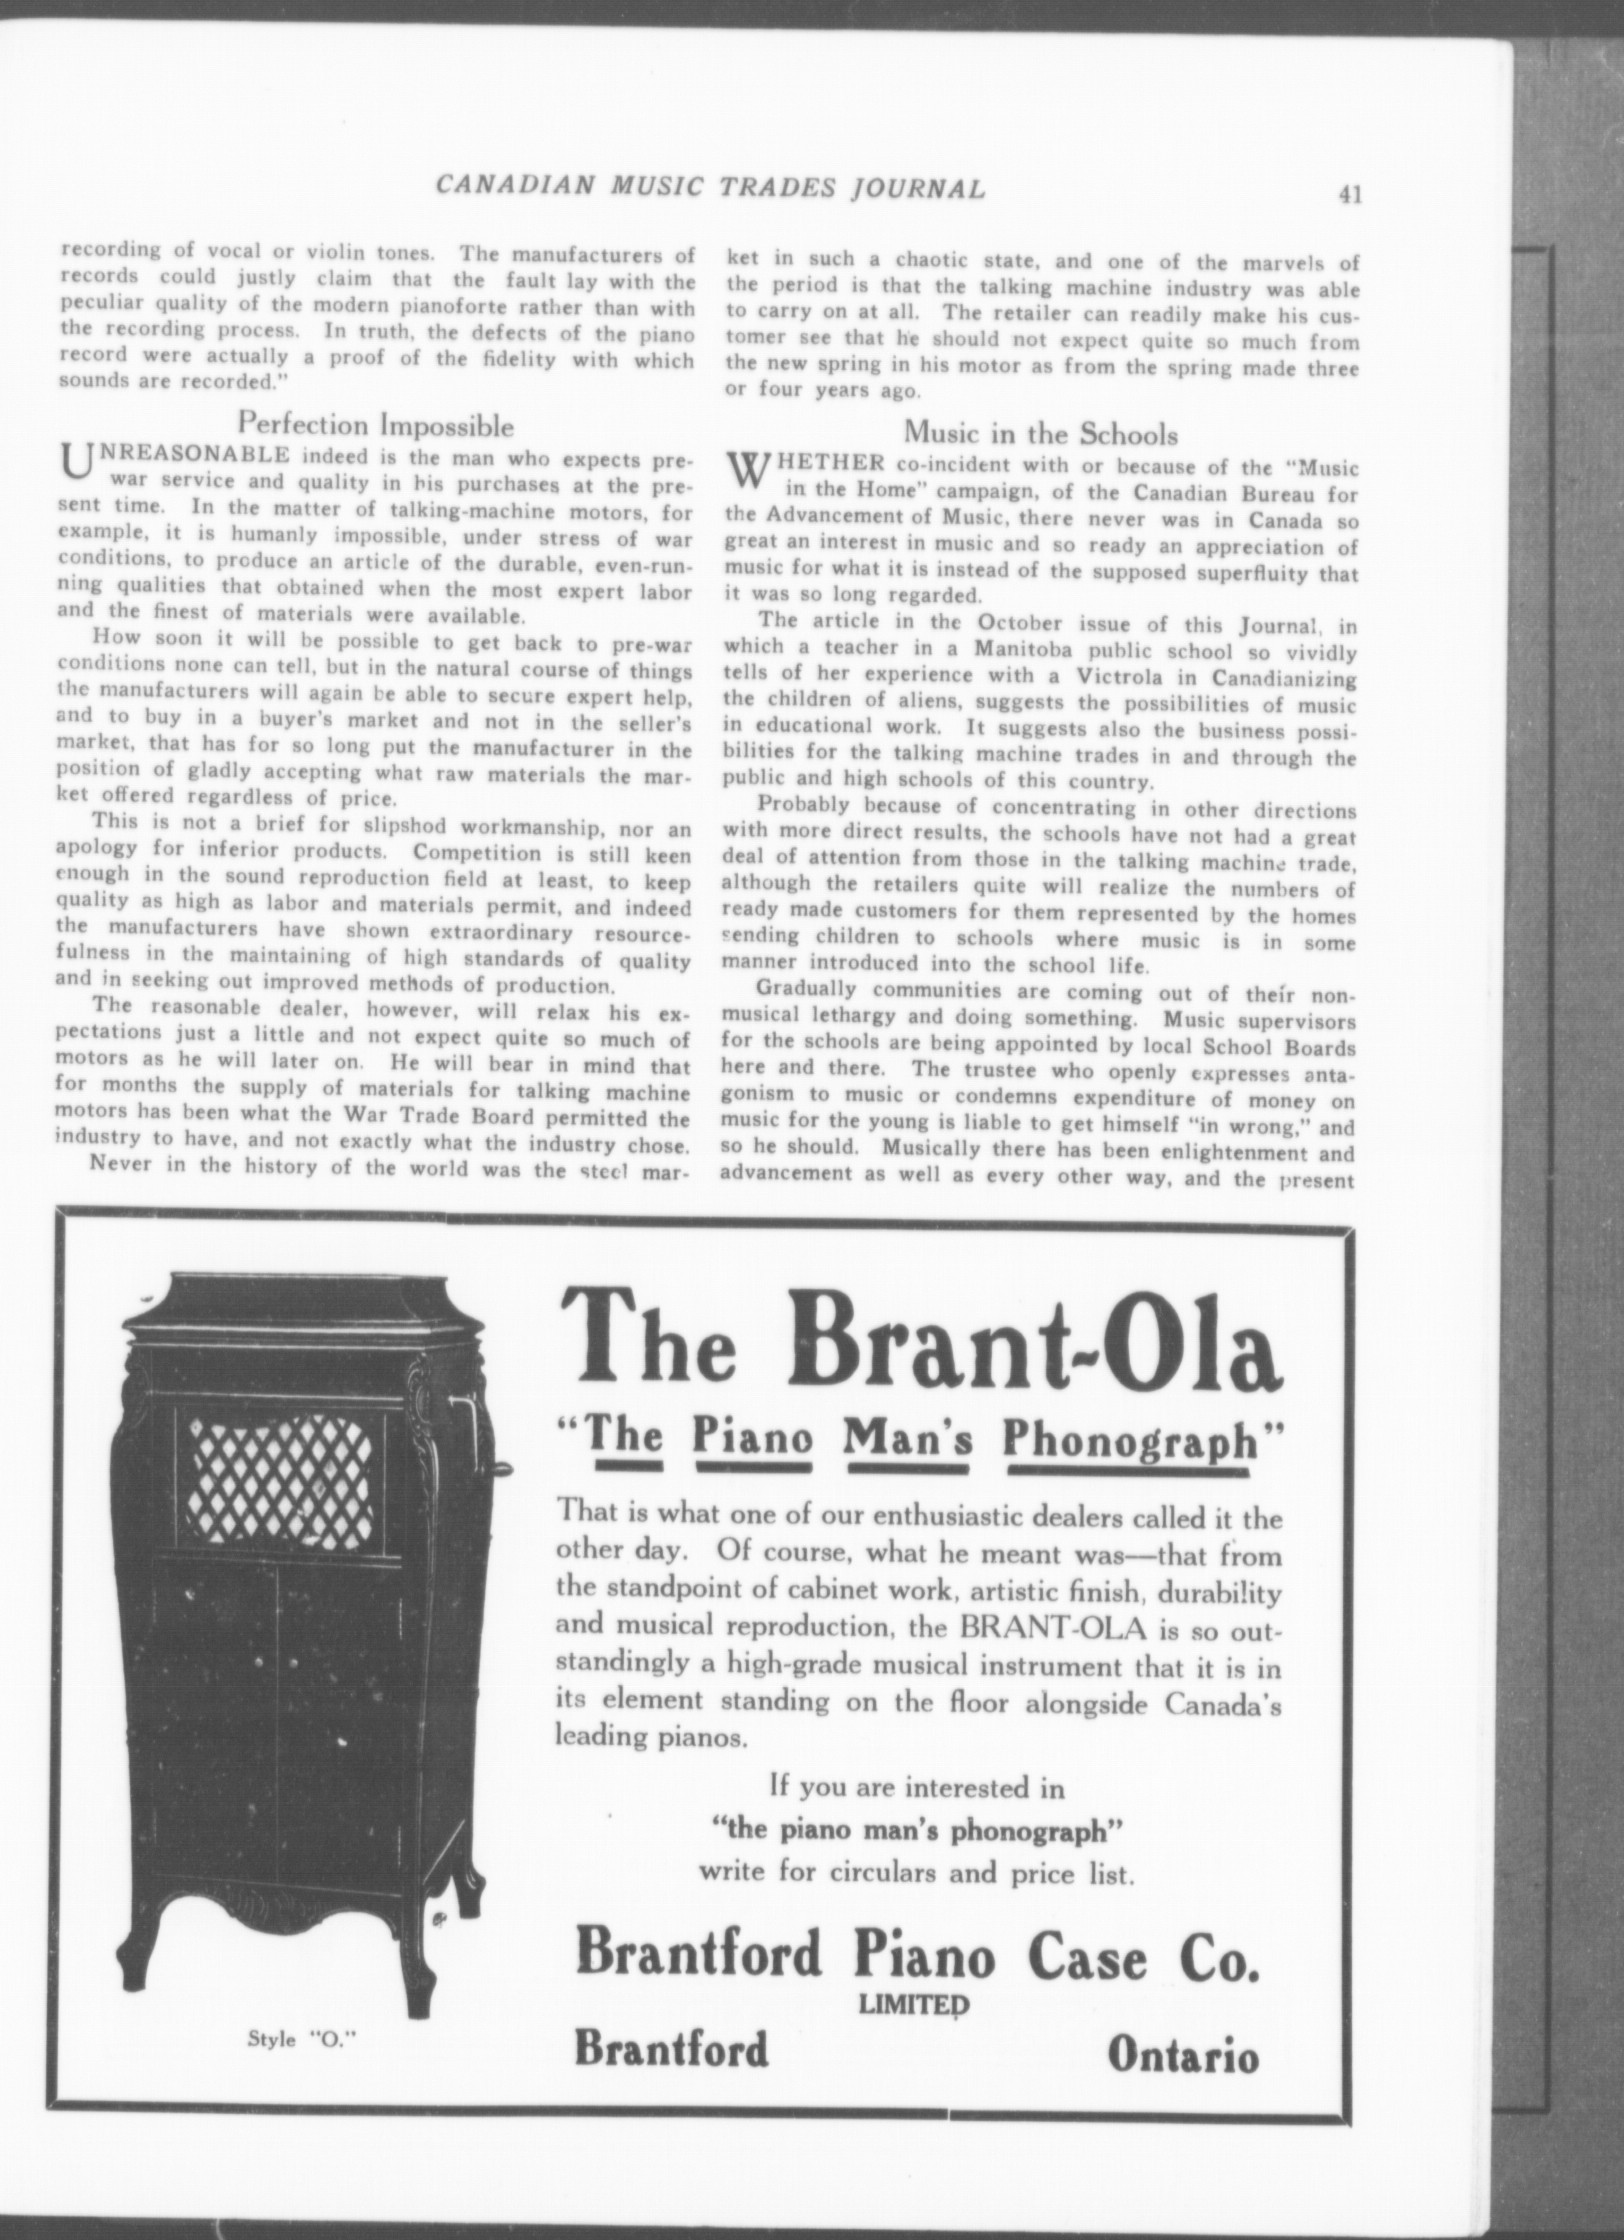 CANADIAN MUSIC TRADES JOURNAL
41
recording of vocal or violin tones. The manufacturers of
records could justly claim that the fault lay with the
peculiar quality of the modern pianoforte rather than with
the recording process. In truth, the defects of the piano
record were actually a proof of the fidelity with which
sounds are recorded."
Perfection Impossible
UNREASONABLE indeed is the man who expects pre-
war service and quality in his purchases at the pre-
sent time. In the matter of talking-machine motors, for
example, it is humanly impossible, under stress of war
conditions, to produce an article of the durable, even-run-
ning qualities that obtained when the most expert labor
and the finest of materials were available.
How soon it will be possible to get back to pre-war
conditions none can tell, but in the natural course of things
the manufacturers will again be able to secure expert help,
and to buy in a buyer's market and not in the seller's
market, that has for so long put the manufacturer in the
position of gladly accepting what raw materials the mar-
ket offered regardless of price.
This is not a brief for slipshod workmanship, nor an
apology for inferior products. Competition is still keen
enough in the sound reproduction field at least, to keep
quality as high as labor and materials permit, and indeed
the manufacturers have shown extraordinary resource-
fulness in the maintaining of high standards of quality
and in seeking out improved methods of production.
The reasonable dealer, however, will relax his ex-
pectations just a little and not expect quite so much of
motors as he will later on. He will bear in mind that
for months the supply of materials for talking machine
motors has been what the War Trade Board permitted the
industry to have, and not exactly what the industry chose.
Never in the history of the world was the steel mar-
ket in such a chaotic state, and one of the marvels of
the period is that the talking machine industry was able
to carry on at all. The retailer can readily make his cus-
tomer see that he should not expect quite so much from
the new spring in his motor as from the spring made three
or four years ago.
Music in the Schools
WHETHER co-incident with or because of the "Music
in the Home" campaign, of the Canadian Bureau for
the Advancement of Music, there never was in Canada so
great an interest in music and so ready an appreciation of
music for what it is instead of the supposed superfluity that
it was so long regarded.
The article in the October issue of this Journal, in
which a teacher in a Manitoba public school so vividly
tells of her experience with a Victrola in Canadianizing
the children of aliens, suggests the possibilities of music
in educational work. It suggests also the business possi-
bilities for the talking machine trades in and through the
public and high schools of this country.
Probably because of concentrating in other directions
with more direct results, the schools have not had a great
deal of attention from those in the talking machine trade,
although the retailers quite will realize the numbers of
ready made customers for them represented by the homes
sending children to schools where music is in some
manner introduced into the school life.
Gradually communities are coming out of their non-
musical lethargy and doing something. Music supervisors
for the schools are being appointed by local School Boards
here and there. The trustee who openly expresses anta-
gonism to music or condemns expenditure of money on
music for the young is liable to get himself "in wrong," and
so he should. Musically there has been enlightenment and
advancement as well as every other way, and the present
The Brant-Ola
"The Piano Man's Phonograph"
That is what one of our enthusiastic dealers called it the
other day. Of course, what he meant was—that from
the standpoint of cabinet work, artistic finish, durability
and musical reproduction, the BRANT-OLA is so out-
standingly a high-grade musical instrument that it is in
its element standing on the floor alongside Canada's
leading pianos.
If you are interested in
"the piano man's phonograph"
write for circulars and price list.
Brantford Piano Case Co.
LIMITED
Brantford Ontario
Style "O."